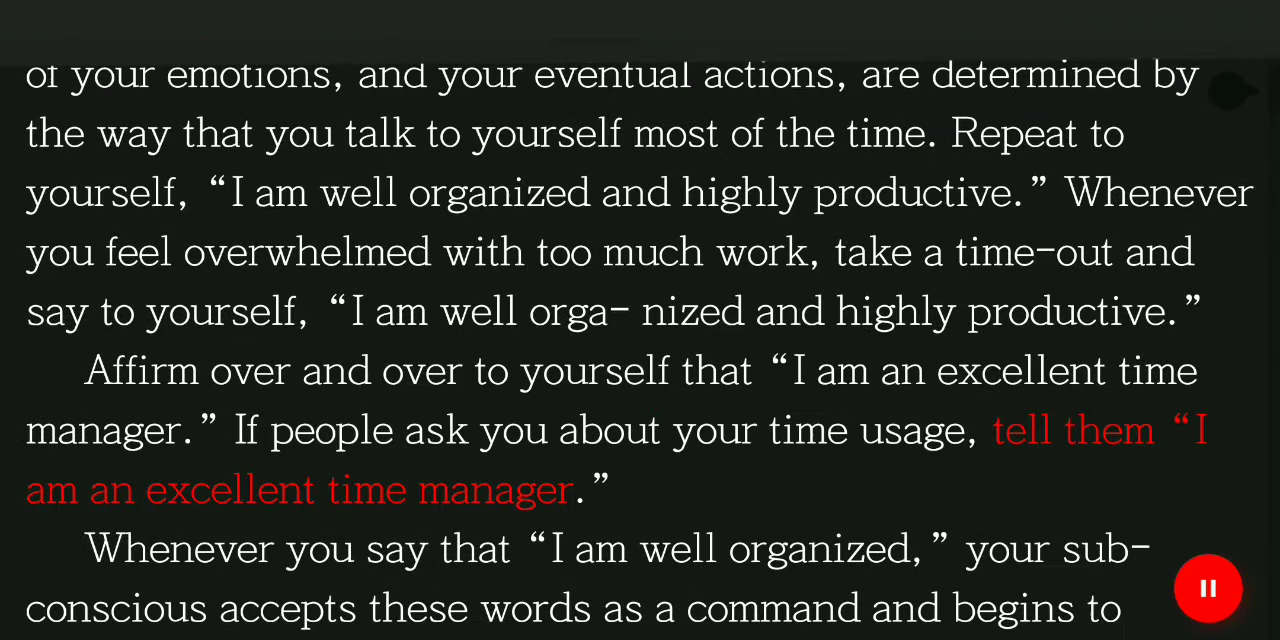 of your emotions, and your eventual actions, are determined by
the way that you talk to yourself most of the time. Repeat to
yourself, “I am well organized and highly productive.” Whenever
you feel overwhelmed with too much work, take a time-out and
say to yourself, “I am well orga- nized and highly productive.”
Affirm over and over to yourself that “I am an excellent time
manager.” If people ask you about your time usage, tell them “I
am an excellent time manager.”
Whenever you say that “I am well organized,” your sub-
conscious accepts these words as a command and begins to